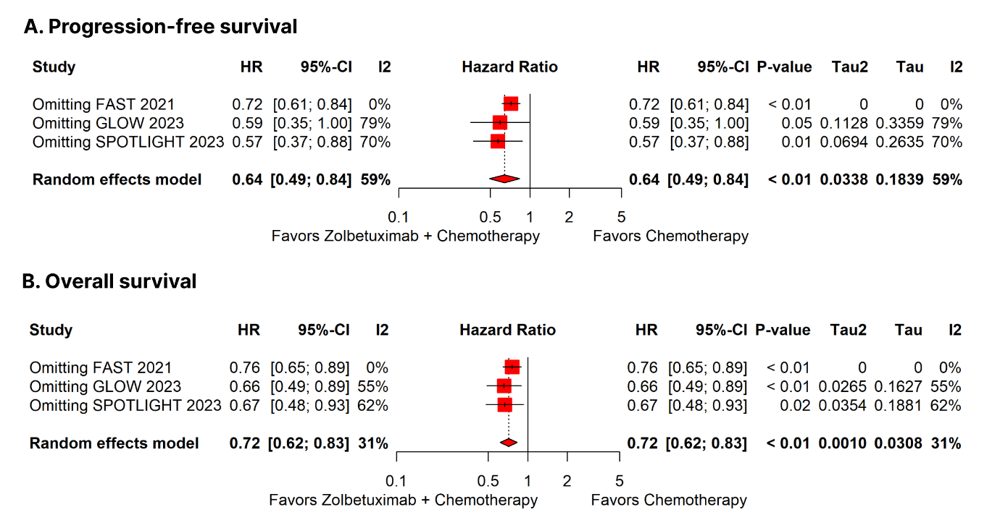 A. Progression-free survival
Study HR 95%-CI I2 Hazard Ratio HR 95%-CI P-value Tau2 Tau I2
Omitting FAST 2021 0.72 [0.61; 0.84] 0% 0.72 [0.61; 0.84] < 0.01 0 0 0%
Omitting GLOW 2023 0.59 [0.35; 1.00] 79% 0.59 [0.35; 1.00] 0.05 0.1128 0.3359 79%
Omitting SPOTLIGHT 2023 0.57 [0.37; 0.88] 70% 0.57 [0.37; 0.88] 0.01 0.0694 0.2635 70%
Random effects model 0.64 [0.49; 0.84] 59% 0.64 [0.49; 0.84] < 0.01 0.0338 0.1839 59%
0.1 0.5 1 2 5
Favors Zolbetuximab + Chemotherapy Favors Chemotherapy
B. Overall survival
Study HR 95%-CI I2 Hazard Ratio HR 95%-CI P-value Tau2 Tau I2
Omitting FAST 2021 0.76 [0.65; 0.89] 0% 0.76 [0.65; 0.89] < 0.01 0 0 0%
Omitting GLOW 2023 0.66 [0.49; 0.89] 55% 0.66 [0.49; 0.89] < 0.01 0.0265 0.1627 55%
Omitting SPOTLIGHT 2023 0.67 [0.48; 0.93] 62% 0.67 [0.48; 0.93] 0.02 0.0354 0.1881 62%
Random effects model 0.72 [0.62; 0.83] 31% 0.72 [0.62; 0.83] < 0.01 0.0010 0.0308 31%
0.1 0.5 1 2 5
Favors Zolbetuximab + Chemotherapy Favors Chemotherapy